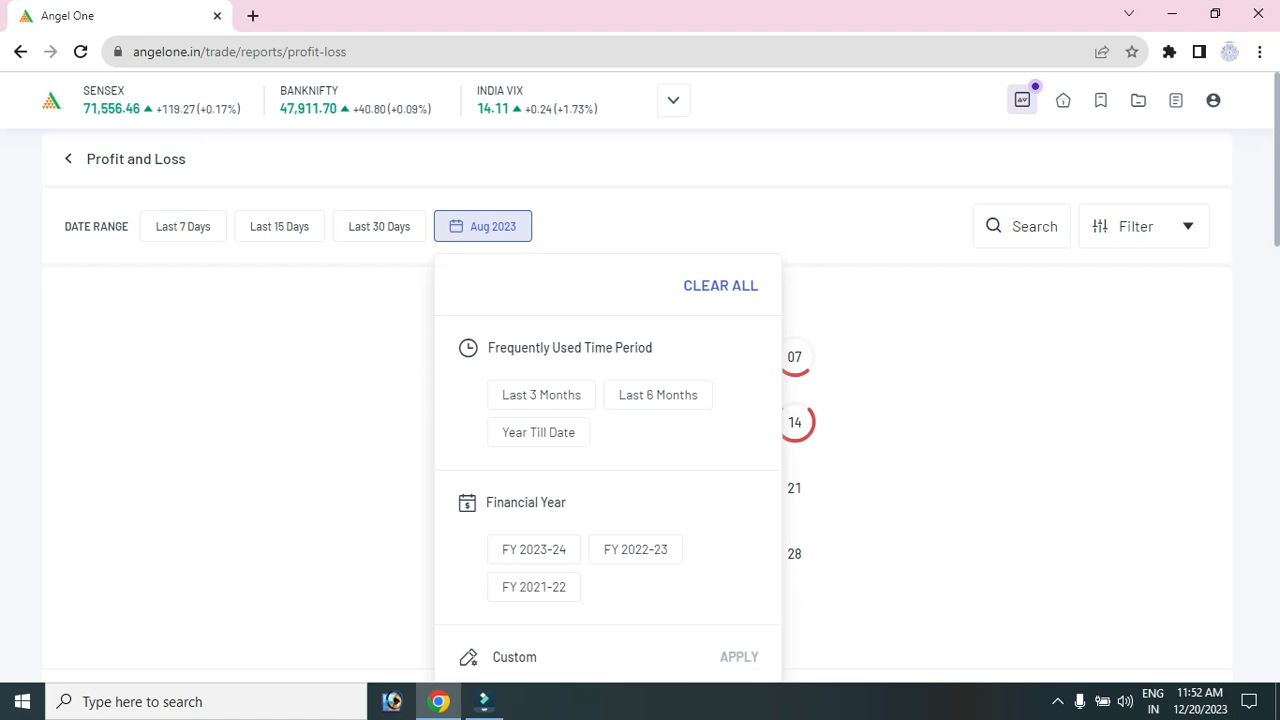 Angel One
angelone.in/trade/reports/profit-loss
SENSEX
71,556.46 +119.27 (+0.17%)
BANKNIFTY
47,911.70 +40.80 (+0.09%)
INDIA VIX
14.11 +0.24 (+1.73%)
Profit and Loss
DATE RANGE Last 7 Days Last 15 Days Last 30 Days Aug 2023 Search Filter
CLEAR ALL
Frequently Used Time Period
Last 3 Months Last 6 Months
Year Till Date
Financial Year
FY 2023-24 FY 2022-23
FY 2021-22
Custom APPLY
07
14
21
28
Type here to search
ENG
IN
11:52 AM
12/20/2023